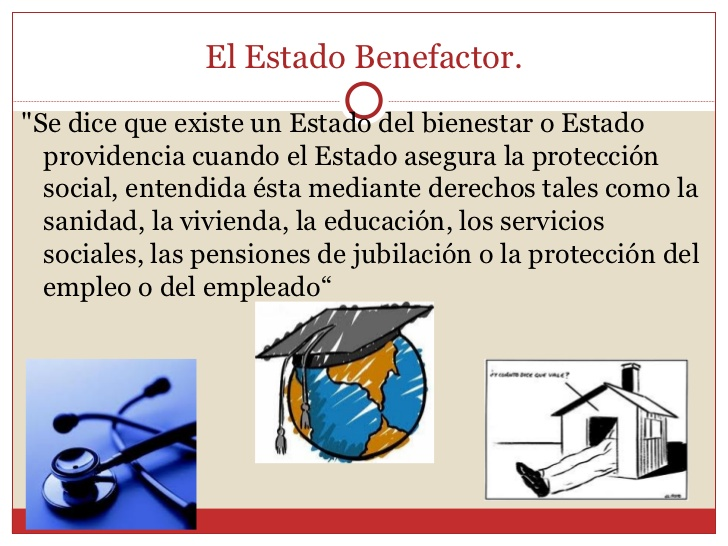 El Estado Benefactor.
"Se dice que existe un Estado del bienestar o Estado
providencia cuando el Estado asegura la protección
social, entendida ésta mediante derechos tales como la
sanidad, la vivienda, la educación, los servicios
sociales, las pensiones de jubilación o la protección del
empleo o del empleado“
¿Y CUÁNTO DICE QUE VALE?